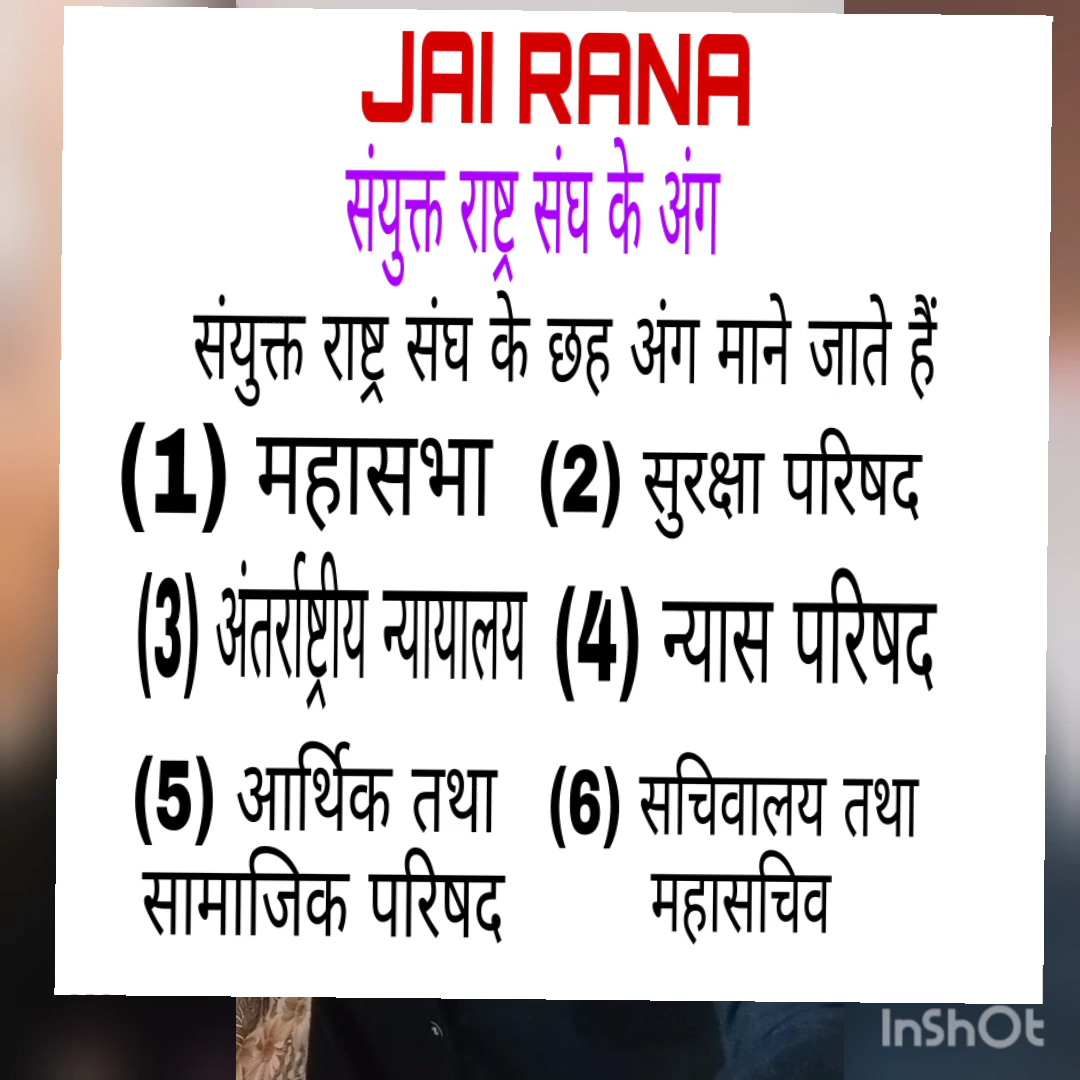 JAI RANA
संयुक्त राष्ट्र संघ के अंग
संयुक्त राष्ट्र संघ के छह अंग माने जाते हैं
(1) महासभा (2) सुरक्षा परिषद
(3) अंतर्राष्ट्रीय न्यायालय (4) न्यास परिषद
(5) आर्थिक तथा सामाजिक परिषद
(6) सचिवालय तथा महासचिव
InShOt